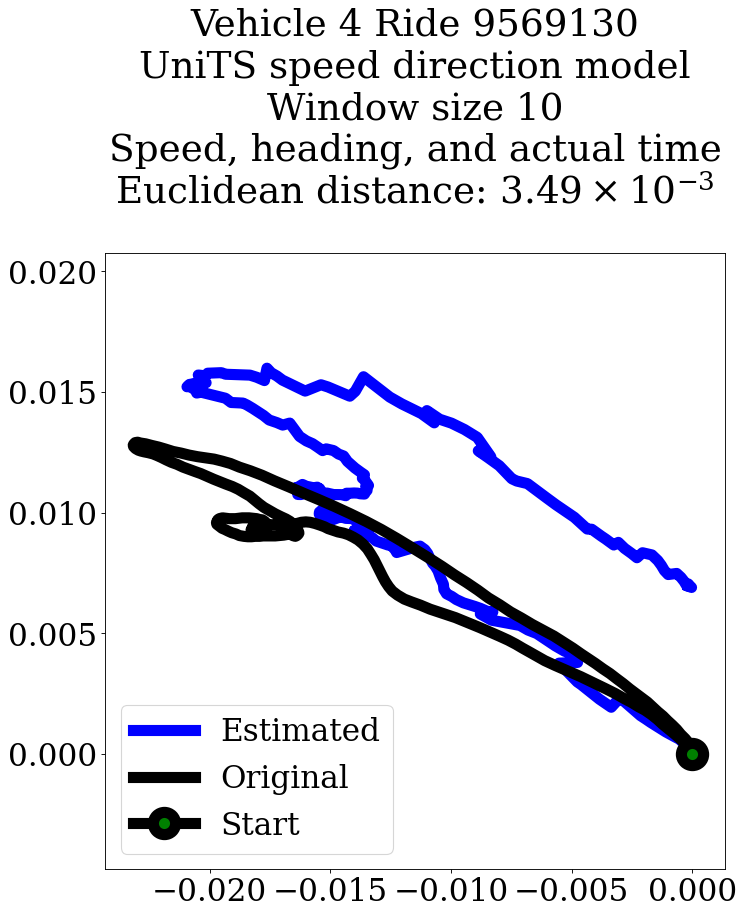 Vehicle 4 Ride 9569130
UniTS speed direction model
Window size 10
Speed, heading, and actual time
Euclidean distance: 3.49 × 10⁻³
0.020
0.015
0.010
0.005
0.000
Estimated
Original
Start
−0.020 −0.015 −0.010 −0.005 0.000